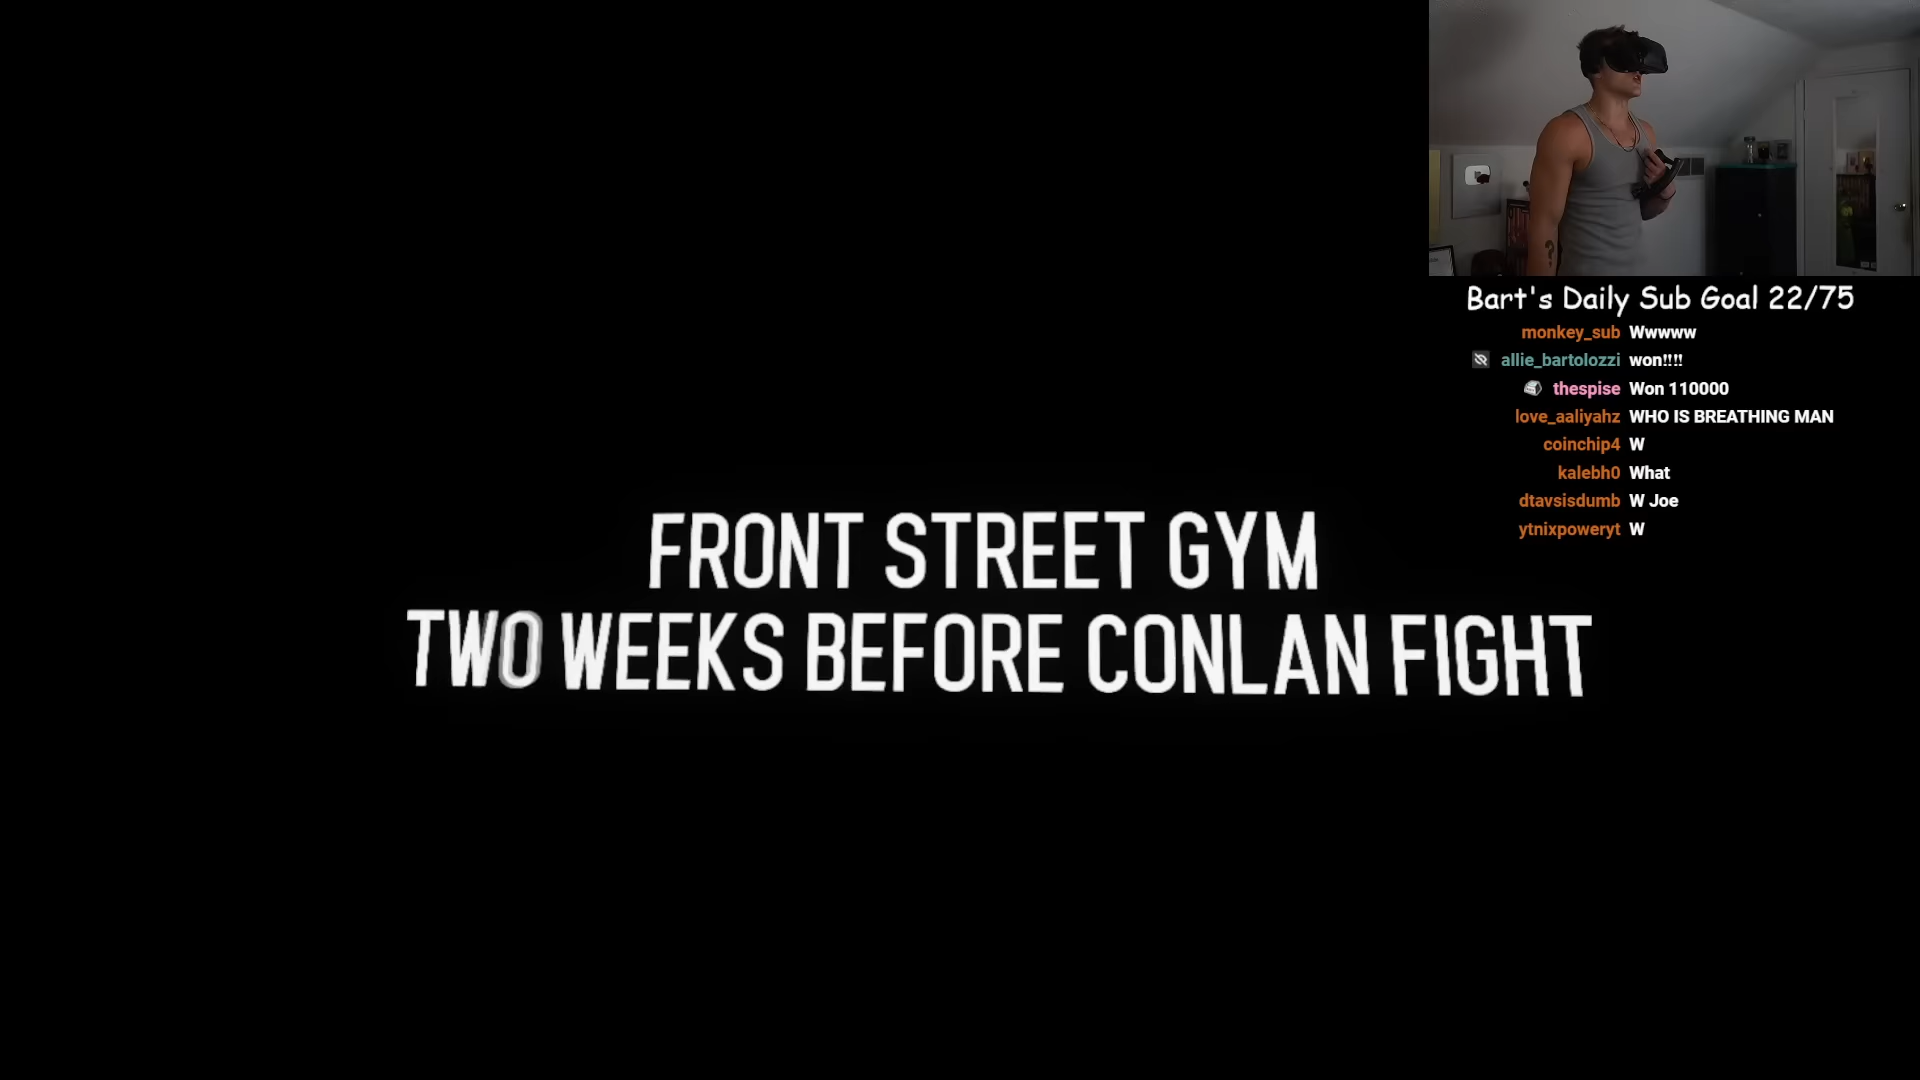 FRONT STREET GYM
TWO WEEKS BEFORE CONLAN FIGHT
Bart's Daily Sub Goal 22/75
monkey_sub Wwwww
allie_bartolozzi won!!!!
thespise Won 110000
love_aaliyahz WHO IS BREATHING MAN
coinchip4 W
kalebh0 What
dtavsisdumb W Joe
ytnixpoweryt W